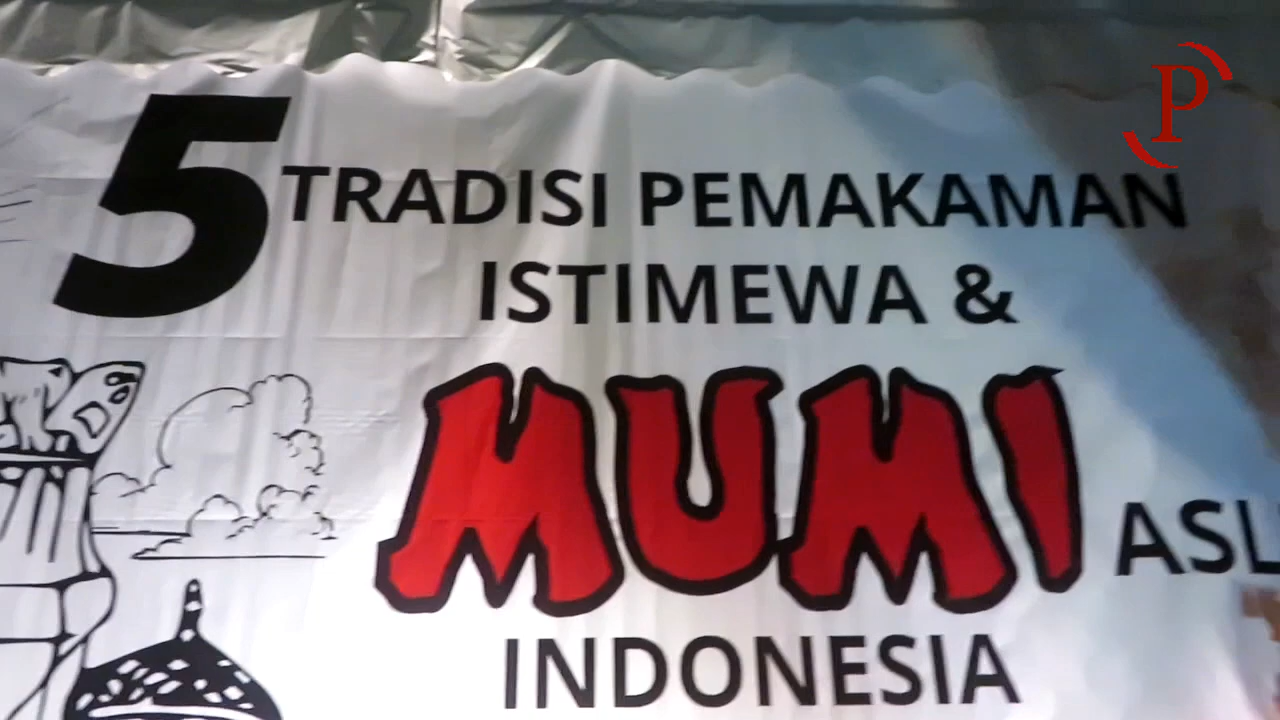 P
5 TRADISI PEMAKAMAN
ISTIMEWA &
MUMI ASL
INDONESIA